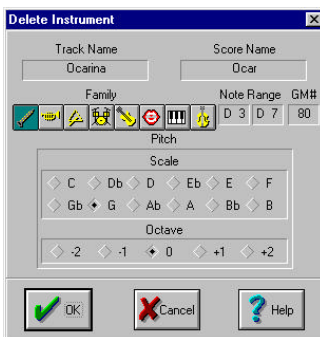 Delete Instrument
Track Name Score Name
Ocarina Ocar
Family Note Range GM#
D 3 D 7 80
Pitch
Scale
C Db D Eb E F
Gb G Ab A Bb B
Octave
-2 -1 0 +1 +2
OK Cancel ? Help